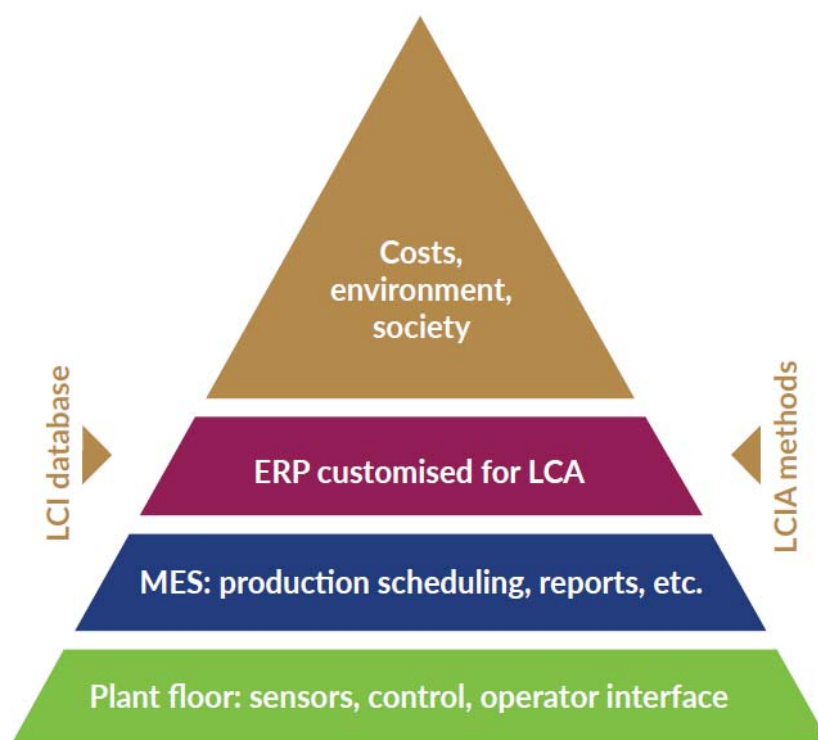 Costs,
environment,
society
LCI database
LCIA methods
ERP customised for LCA
MES: production scheduling, reports, etc.
Plant floor: sensors, control, operator interface